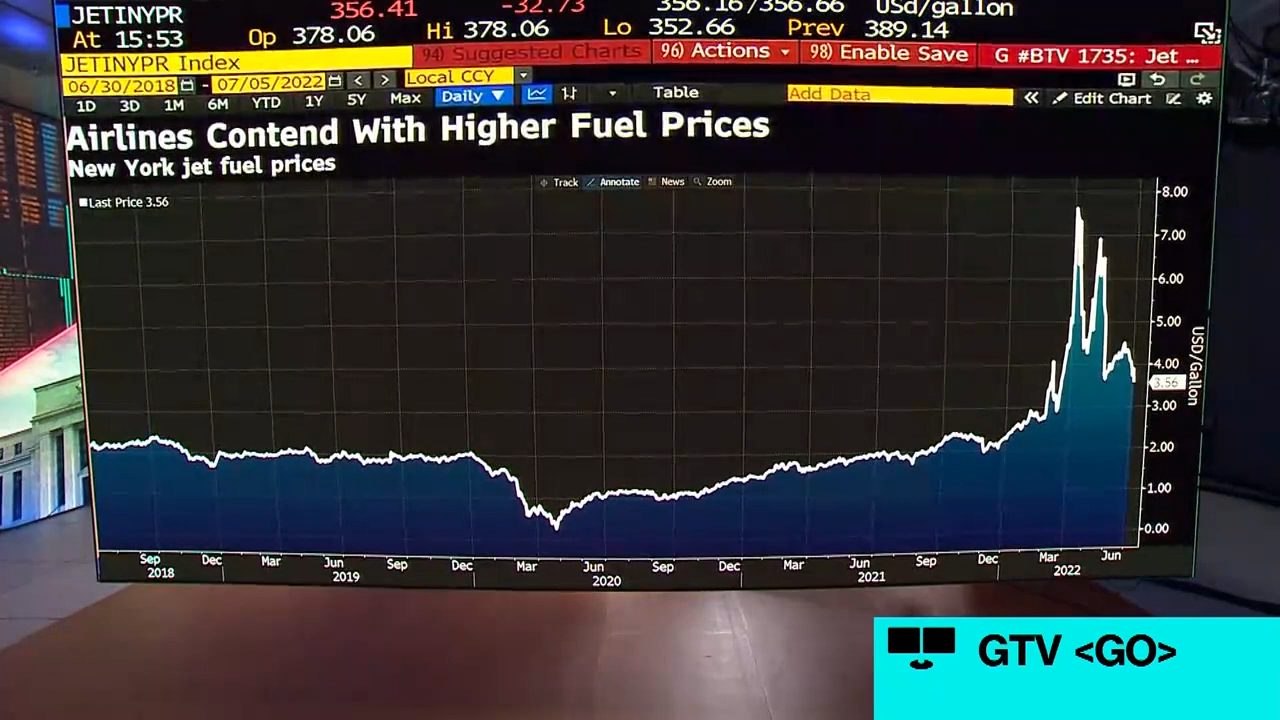 JETINYPR 356.41 -32.73 356.16/356.66 USd/gallon
At 15:53 Op 378.06 Hi 378.06 Lo 352.66 Prev 389.14
JETINYPR Index 94) Suggested Charts 96) Actions 98) Enable Save G #BTV 1735: Jet ...
06/30/2018 - 07/05/2022 < > Local CCY
1D 3D 1M 6M YTD 1Y 5Y Max Daily ▼ Table Add Data « Edit Chart
Airlines Contend With Higher Fuel Prices
New York jet fuel prices
Track Annotate News Zoom
Last Price 3.56
8.00
7.00
6.00
5.00
4.00
3.56
3.00
2.00
1.00
0.00
USD/Gallon
Sep Dec Mar Jun Sep Dec Mar Jun Sep Dec Mar Jun Sep Dec Mar Jun
2018 2019 2020 2021 2022
GTV <GO>